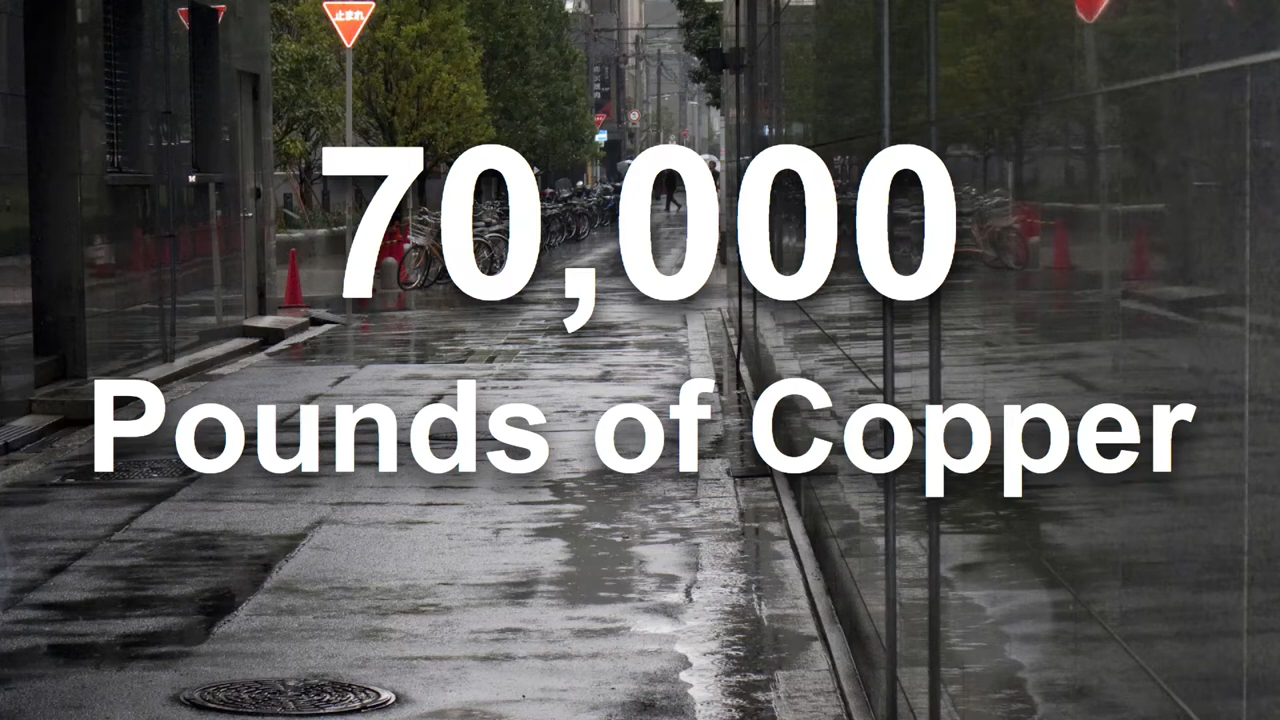 止まれ
70,000
Pounds of Copper